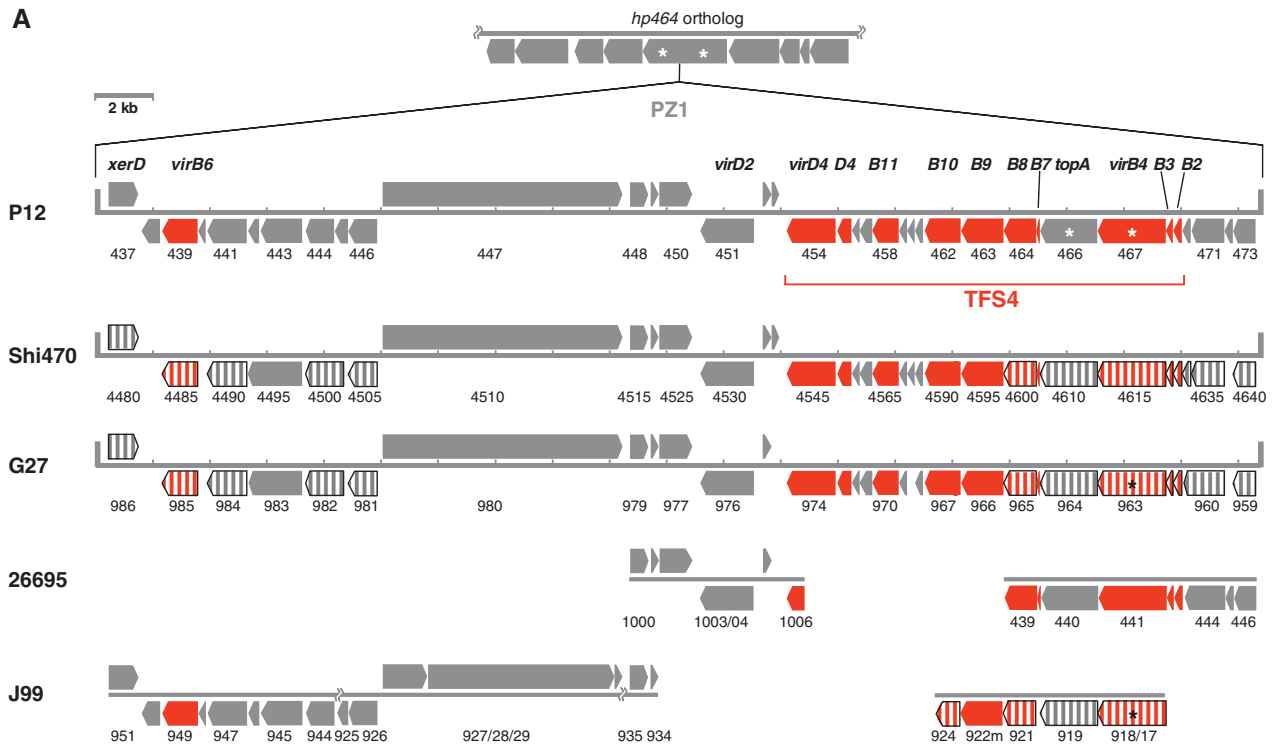 A
hp464 ortholog
* *
2 kb
PZ1
xerD virB6 virD2 virD4 D4 B11 B10 B9 B8 B7 topA virB4 B3 B2
P12
* *
437 439 441 443 444 446 447 448 450 451 454 458 462 463 464 466 467 471 473
TFS4
Shi470
4480 4485 4490 4495 4500 4505 4510 4515 4525 4530 4545 4565 4590 4595 4600 4610 4615 4635 4640
G27
*
986 985 984 983 982 981 980 979 977 976 974 970 967 966 965 964 963 960 959
26695
1000 1003/04 1006 439 440 441 444 446
J99
*
951 949 947 945 944 925 926 927/28/29 935 934 924 922m 921 919 918/17